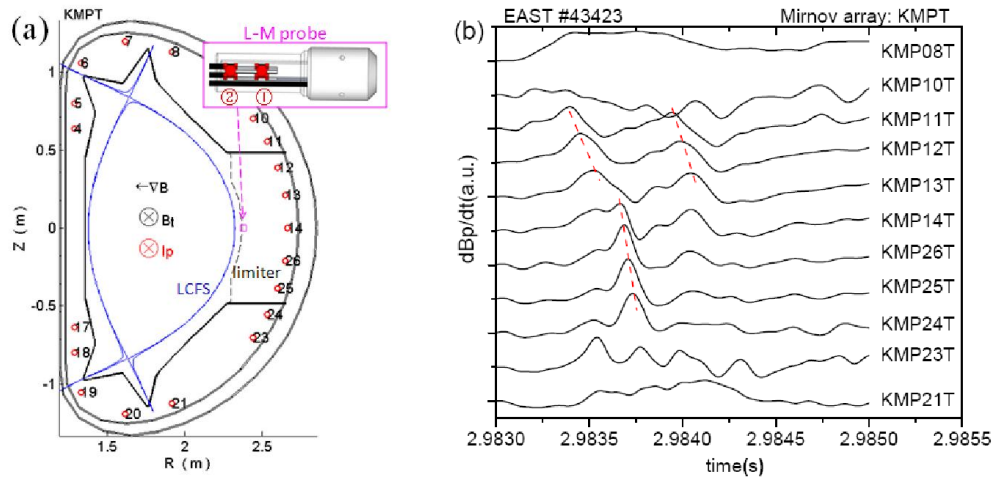 (a)
KMPT
L-M probe
② ①
7
8
6
5
4
10
11
12
13
14
26
25
24
23
17
18
19
20
21
←∇B
Bt
Ip
LCFS
limiter
1
0.5
0
-0.5
-1
Z (m)
1.5 2 2.5
R (m)
(b)
EAST #43423 Mirnov array: KMPT
KMP08T
KMP10T
KMP11T
KMP12T
KMP13T
KMP14T
KMP26T
KMP25T
KMP24T
KMP23T
KMP21T
dBp/dt(a.u.)
2.9830 2.9835 2.9840 2.9845 2.9850 2.9855
time(s)